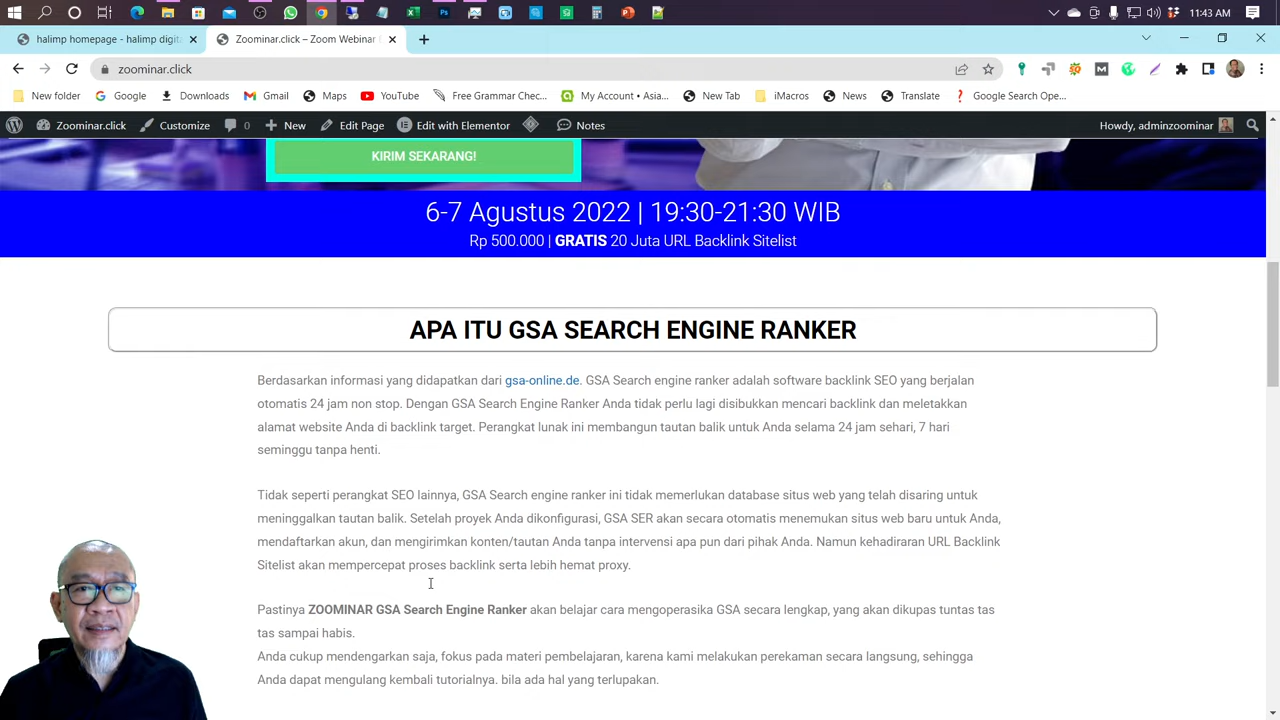 11:43 AM
halimp homepage - halimp digit
Zoominar.click – Zoom Webinar
zoominar.click
New folder
Google
Downloads
Gmail
Maps
YouTube
Free Grammar Chec...
My Account • Asia...
New Tab
iMacros
News
Translate
Google Search Ope...
Zoominar.click
Customize
0
New
Edit Page
Edit with Elementor
Notes
Howdy, adminzoominar
KIRIM SEKARANG!
6-7 Agustus 2022 | 19:30-21:30 WIB
Rp 500.000 | GRATIS 20 Juta URL Backlink Sitelist
APA ITU GSA SEARCH ENGINE RANKER
Berdasarkan informasi yang didapatkan dari gsa-online.de. GSA Search engine ranker adalah software backlink SEO yang berjalan
otomatis 24 jam non stop. Dengan GSA Search Engine Ranker Anda tidak perlu lagi disibukkan mencari backlink dan meletakkan
alamat website Anda di backlink target. Perangkat lunak ini membangun tautan balik untuk Anda selama 24 jam sehari, 7 hari
seminggu tanpa henti.
Tidak seperti perangkat SEO lainnya, GSA Search engine ranker ini tidak memerlukan database situs web yang telah disaring untuk
meninggalkan tautan balik. Setelah proyek Anda dikonfigurasi, GSA SER akan secara otomatis menemukan situs web baru untuk Anda,
mendaftarkan akun, dan mengirimkan konten/tautan Anda tanpa intervensi apa pun dari pihak Anda. Namun kehadiraran URL Backlink
Sitelist akan mempercepat proses backlink serta lebih hemat proxy.
Pastinya ZOOMINAR GSA Search Engine Ranker akan belajar cara mengoperasika GSA secara lengkap, yang akan dikupas tuntas tas
tas sampai habis.
Anda cukup mendengarkan saja, fokus pada materi pembelajaran, karena kami melakukan perekaman secara langsung, sehingga
Anda dapat mengulang kembali tutorialnya. bila ada hal yang terlupakan.